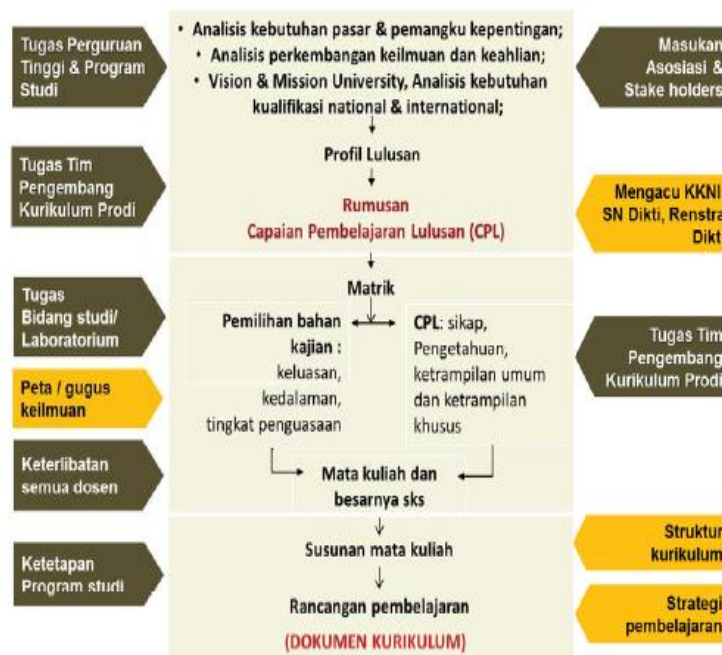 Tugas Perguruan
Tinggi & Program
Studi
• Analisis kebutuhan pasar & pemangku kepentingan;
• Analisis perkembangan keilmuan dan keahlian;
• Vision & Mission University, Analisis kebutuhan
kualifikasi national & international;
Masukan
Asosiasi &
Stake holders
Tugas Tim
Pengembang
Kurikulum Prodi
Profil Lulusan
Rumusan
Capaian Pembelajaran Lulusan (CPL)
Mengacu KKNI
SN Dikti, Renstra
Dikt
Matrik
Tugas
Bidang studi/
Laboratorium
Pemilihan bahan
kajian :
keluasan,
kedalaman,
tingkat penguasaan
CPL: sikap,
Pengetahuan,
ketrampilan umum
dan ketrampilan
khusus
Tugas Tim
Pengembang
Kurikulum Prodi
Peta / gugus
keilmuan
Keterlibatan
semua dosen
Mata kuliah dan
besarnya sks
Susunan mata kuliah
Struktur
kurikulum
Ketetapan
Program studi
Rancangan pembelajaran
(DOKUMEN KURIKULUM)
Strategi
pembelajaran